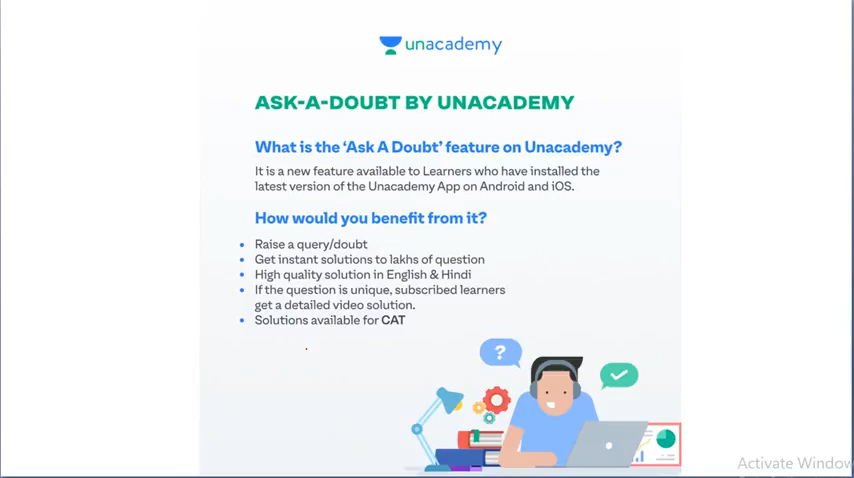 unacademy
ASK-A-DOUBT BY UNACADEMY
What is the ‘Ask A Doubt’ feature on Unacademy?
It is a new feature available to Learners who have installed the
latest version of the Unacademy App on Android and iOS.
How would you benefit from it?
• Raise a query/doubt
• Get instant solutions to lakhs of question
• High quality solution in English & Hindi
• If the question is unique, subscribed learners
get a detailed video solution.
• Solutions available for CAT
?
Activate Window